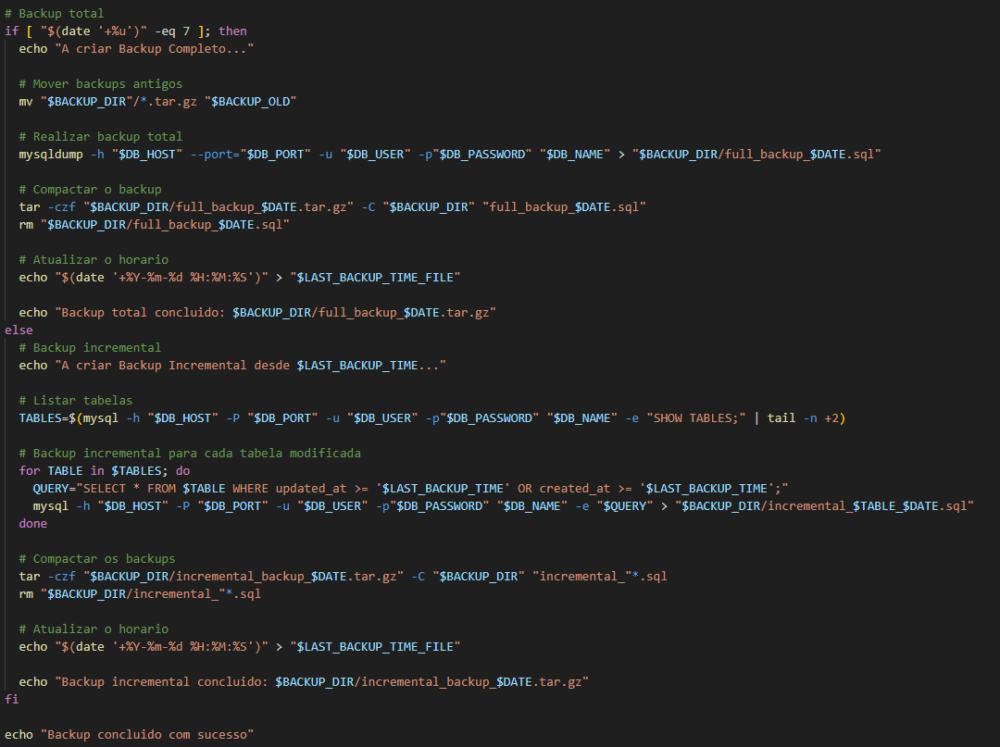 # Backup total
if [ "$(date '+%u')" -eq 7 ]; then
  echo "A criar Backup Completo..."

  # Mover backups antigos
  mv "$BACKUP_DIR"/*.tar.gz "$BACKUP_OLD"

  # Realizar backup total
  mysqldump -h "$DB_HOST" --port="$DB_PORT" -u "$DB_USER" -p"$DB_PASSWORD" "$DB_NAME" > "$BACKUP_DIR/full_backup_$DATE.sql"

  # Compactar o backup
  tar -czf "$BACKUP_DIR/full_backup_$DATE.tar.gz" -C "$BACKUP_DIR" "full_backup_$DATE.sql"
  rm "$BACKUP_DIR/full_backup_$DATE.sql"

  # Atualizar o horario
  echo "$(date '+%Y-%m-%d %H:%M:%S')" > "$LAST_BACKUP_TIME_FILE"

  echo "Backup total concluido: $BACKUP_DIR/full_backup_$DATE.tar.gz"
else
  # Backup incremental
  echo "A criar Backup Incremental desde $LAST_BACKUP_TIME..."

  # Listar tabelas
  TABLES=$(mysql -h "$DB_HOST" -P "$DB_PORT" -u "$DB_USER" -p"$DB_PASSWORD" "$DB_NAME" -e "SHOW TABLES;" | tail -n +2)

  # Backup incremental para cada tabela modificada
  for TABLE in $TABLES; do
    QUERY="SELECT * FROM $TABLE WHERE updated_at >= '$LAST_BACKUP_TIME' OR created_at >= '$LAST_BACKUP_TIME';"
    mysql -h "$DB_HOST" -P "$DB_PORT" -u "$DB_USER" -p"$DB_PASSWORD" "$DB_NAME" -e "$QUERY" > "$BACKUP_DIR/incremental_$TABLE_$DATE.sql"
  done

  # Compactar os backups
  tar -czf "$BACKUP_DIR/incremental_backup_$DATE.tar.gz" -C "$BACKUP_DIR" "incremental_"*.sql
  rm "$BACKUP_DIR/incremental_"*.sql

  # Atualizar o horario
  echo "$(date '+%Y-%m-%d %H:%M:%S')" > "$LAST_BACKUP_TIME_FILE"

  echo "Backup incremental concluido: $BACKUP_DIR/incremental_backup_$DATE.tar.gz"
fi

echo "Backup concluido com sucesso"